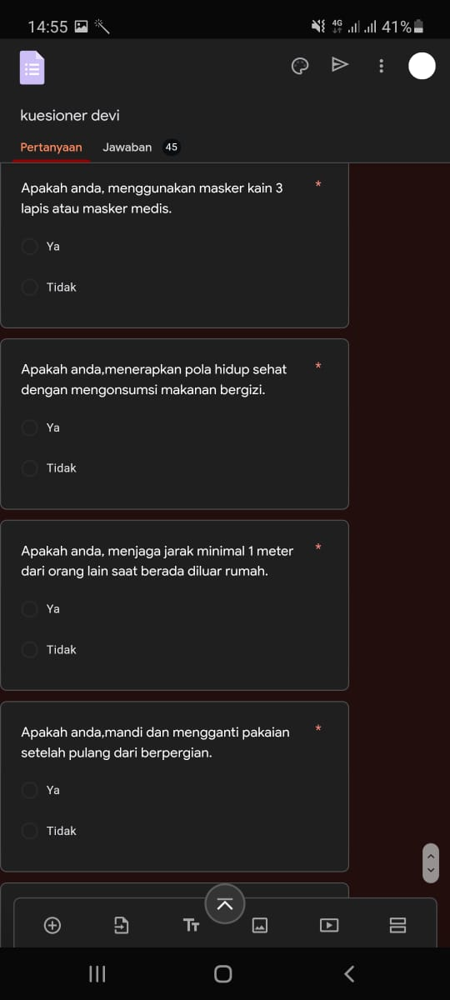 14:55
4G
41%
kuesioner devi
Pertanyaan Jawaban 45
Apakah anda, menggunakan masker kain 3 *
lapis atau masker medis.
Ya
Tidak
Apakah anda,menerapkan pola hidup sehat *
dengan mengonsumsi makanan bergizi.
Ya
Tidak
Apakah anda, menjaga jarak minimal 1 meter *
dari orang lain saat berada diluar rumah.
Ya
Tidak
Apakah anda,mandi dan mengganti pakaian *
setelah pulang dari berpergian.
Ya
Tidak
Tт